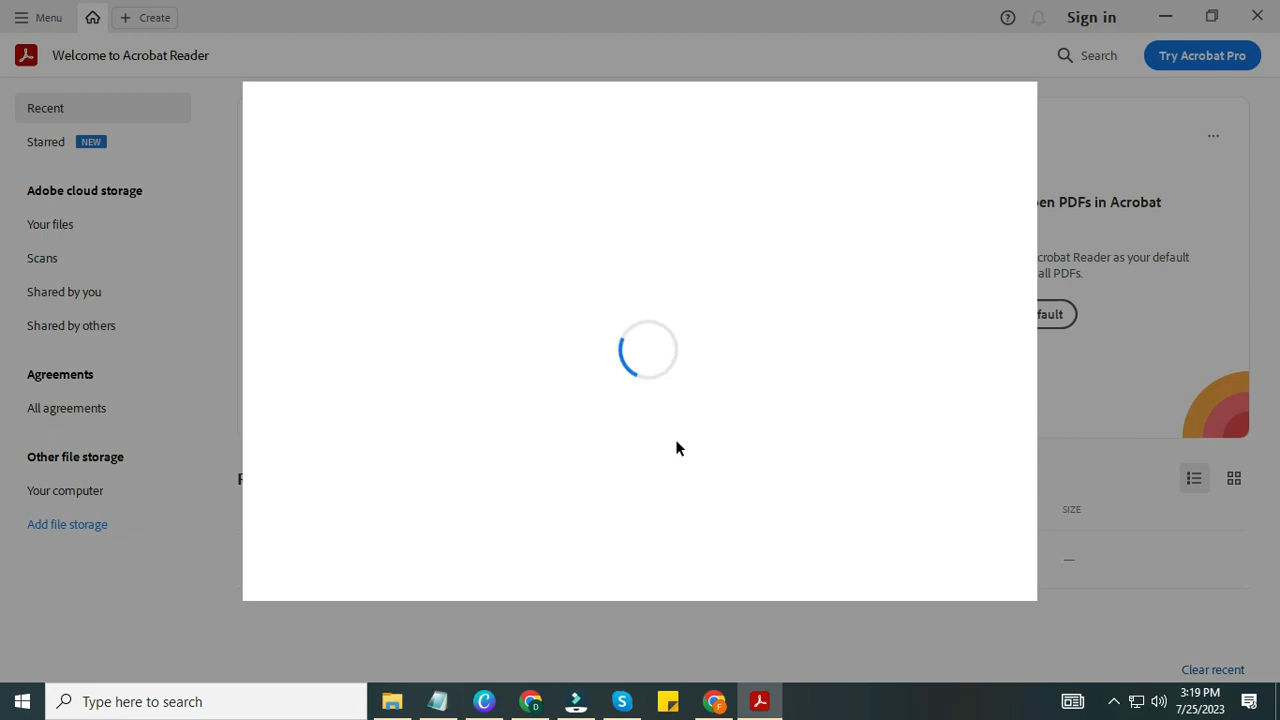 Menu
Create
Sign in
Welcome to Acrobat Reader
Search
Try Acrobat Pro
Recent
Starred NEW
Adobe cloud storage
Your files
Scans
Shared by you
Shared by others
Agreements
All agreements
Other file storage
Your computer
Add file storage
en PDFs in Acrobat
crobat Reader as your default
all PDFs.
fault
SIZE
—
Clear recent
Type here to search
3:19 PM
7/25/2023